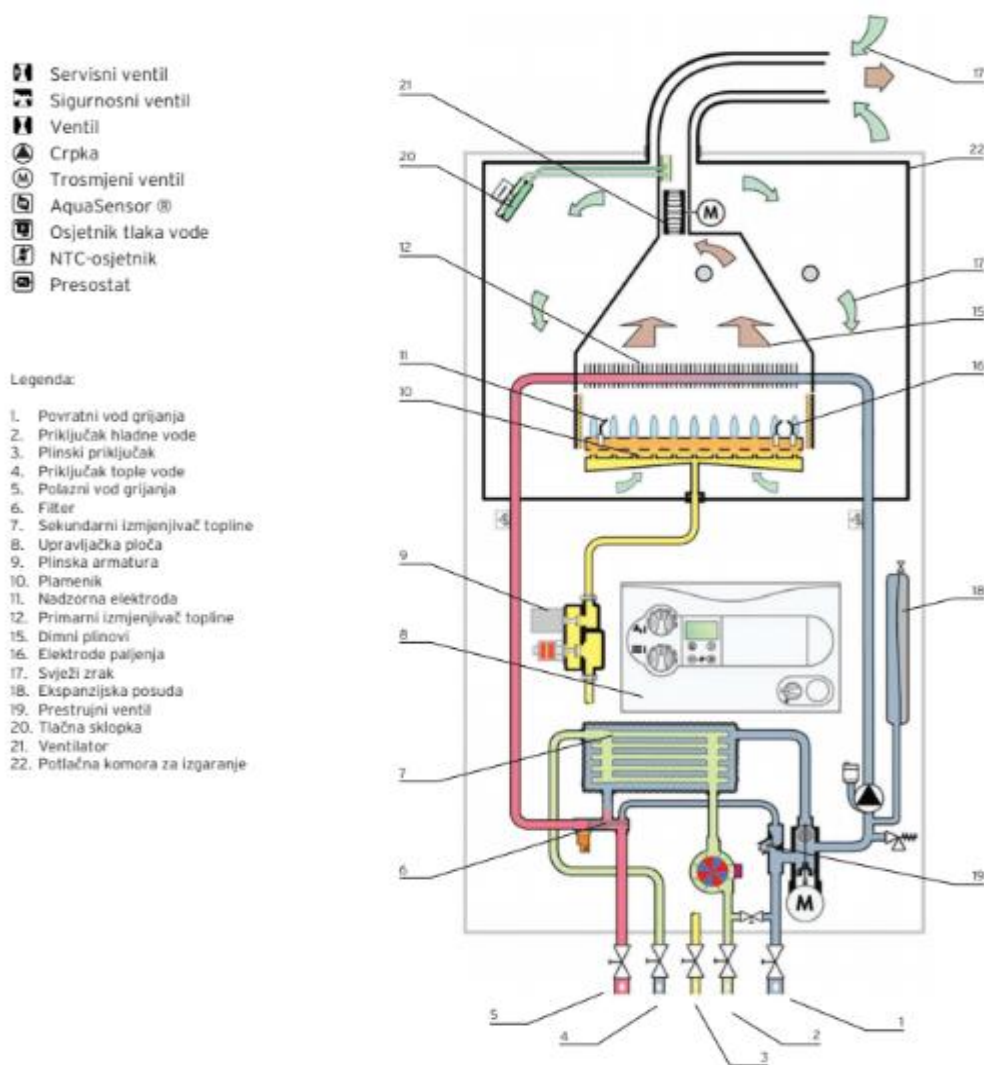 Servisni ventil
Sigurnosni ventil
Ventil
Crpka
M Trosmjeni ventil
AquaSensor ®
Osjetnik tlaka vode
NTC-osjetnik
Presostat
Legenda:
1. Povratni vod grijanja
2. Priključak hladne vode
3. Plinski priključak
4. Priključak tople vode
5. Polazni vod grijanja
6. Filter
7. Sekundarni izmjenjivač topline
8. Upravljačka ploča
9. Plinska armatura
10. Plamenik
11. Nadzorna elektroda
12. Primarni izmjenjivač topline
15. Dimni plinovi
16. Elektrode paljenja
17. Svježi zrak
18. Ekspanzijska posuda
19. Prestrujni ventil
20. Tlačna sklopka
21. Ventilator
22. Potlačna komora za izgaranje
17
21
22
20
M
12
17
15
11
16
10
9
18
8
7
6
19
M
5
4
3
2
1